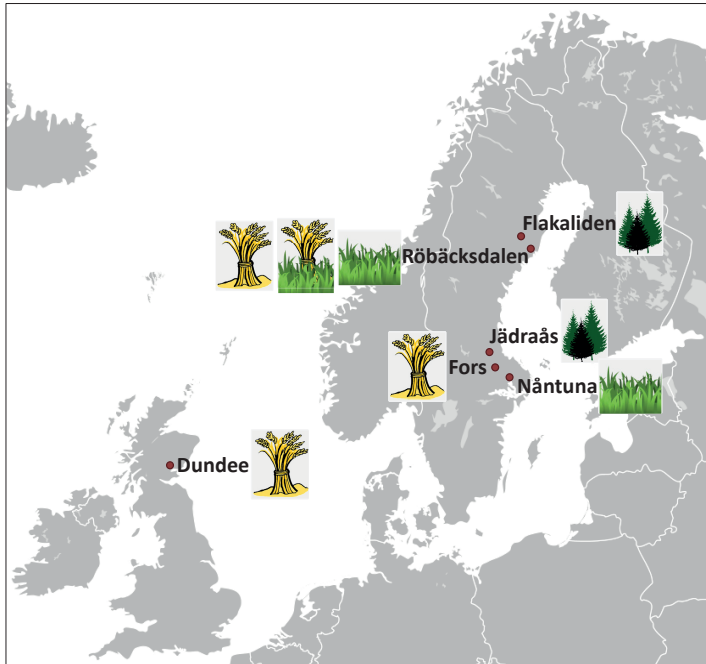 Flakaliden
Röbäcksdalen
Jädraås
Fors
Nåntuna
Dundee